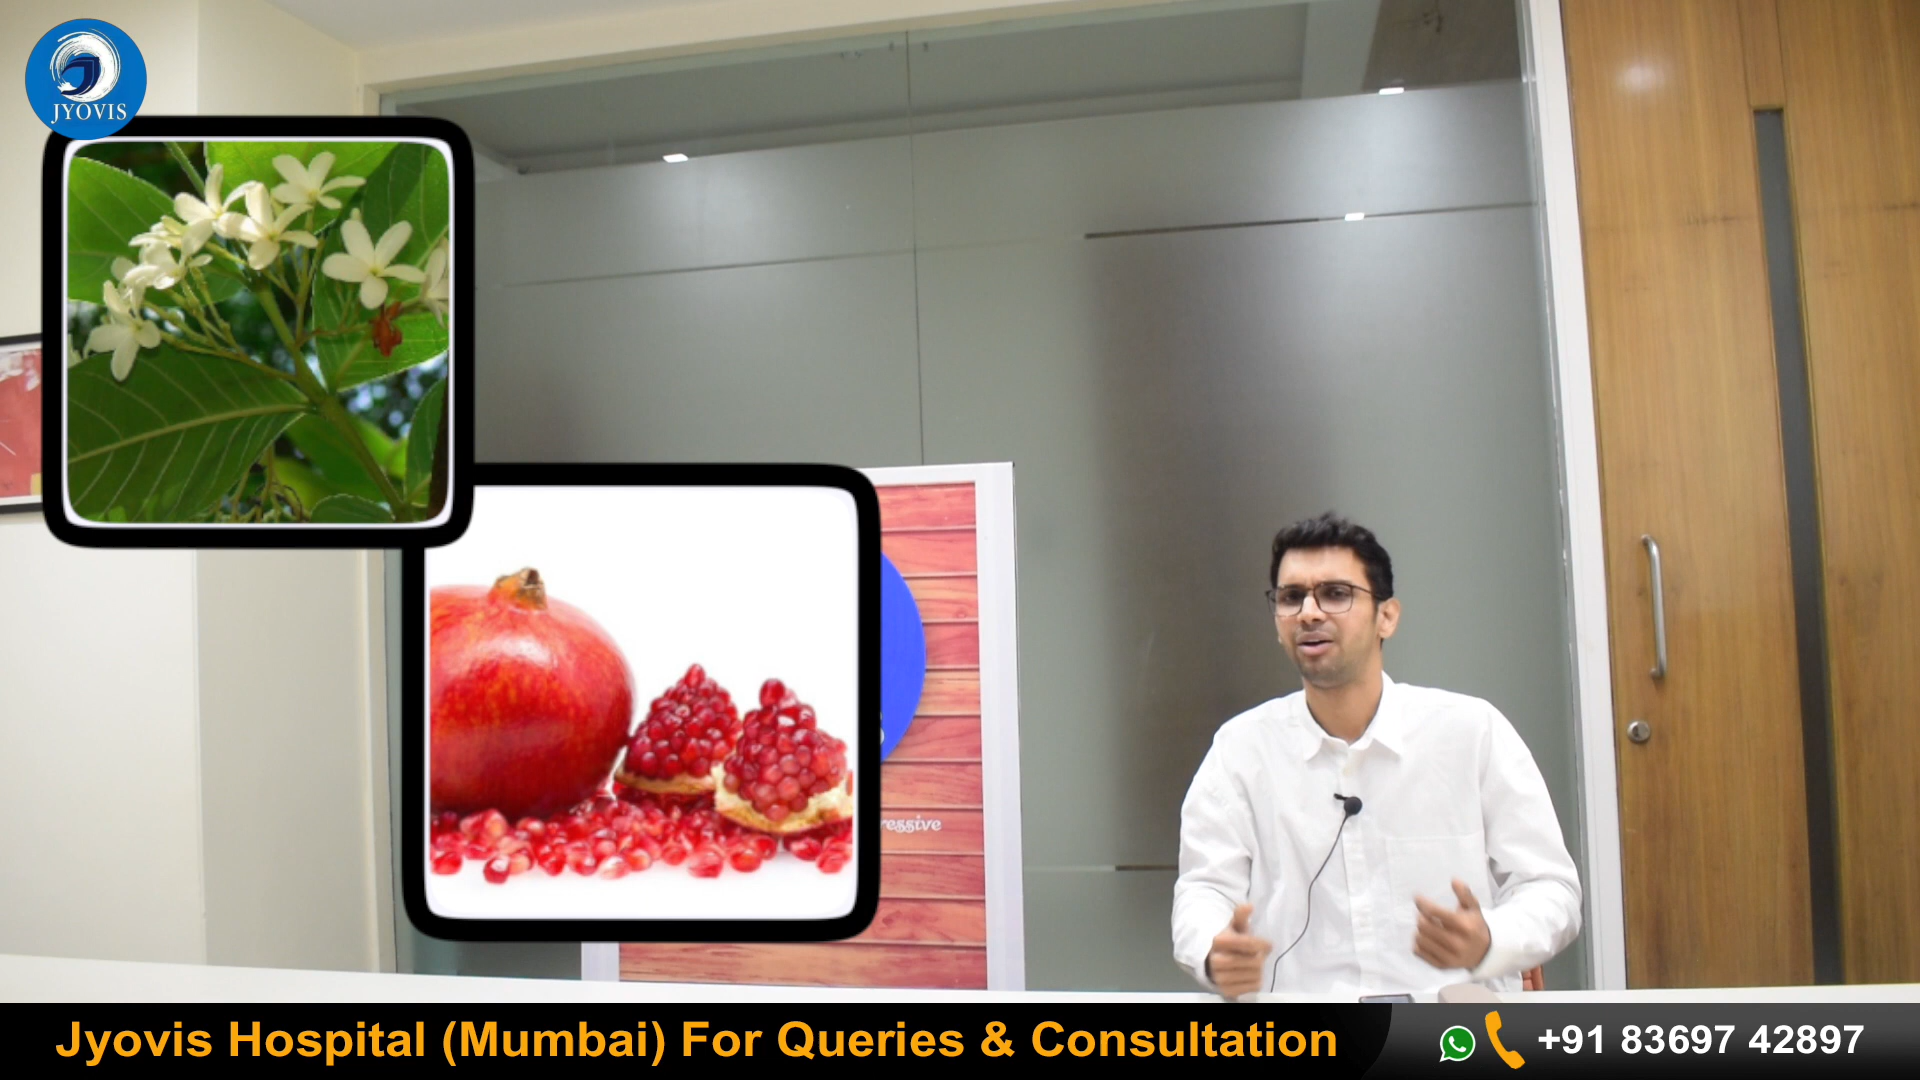 JYOVIS
ressive
Jyovis Hospital (Mumbai) For Queries & Consultation
+91 83697 42897